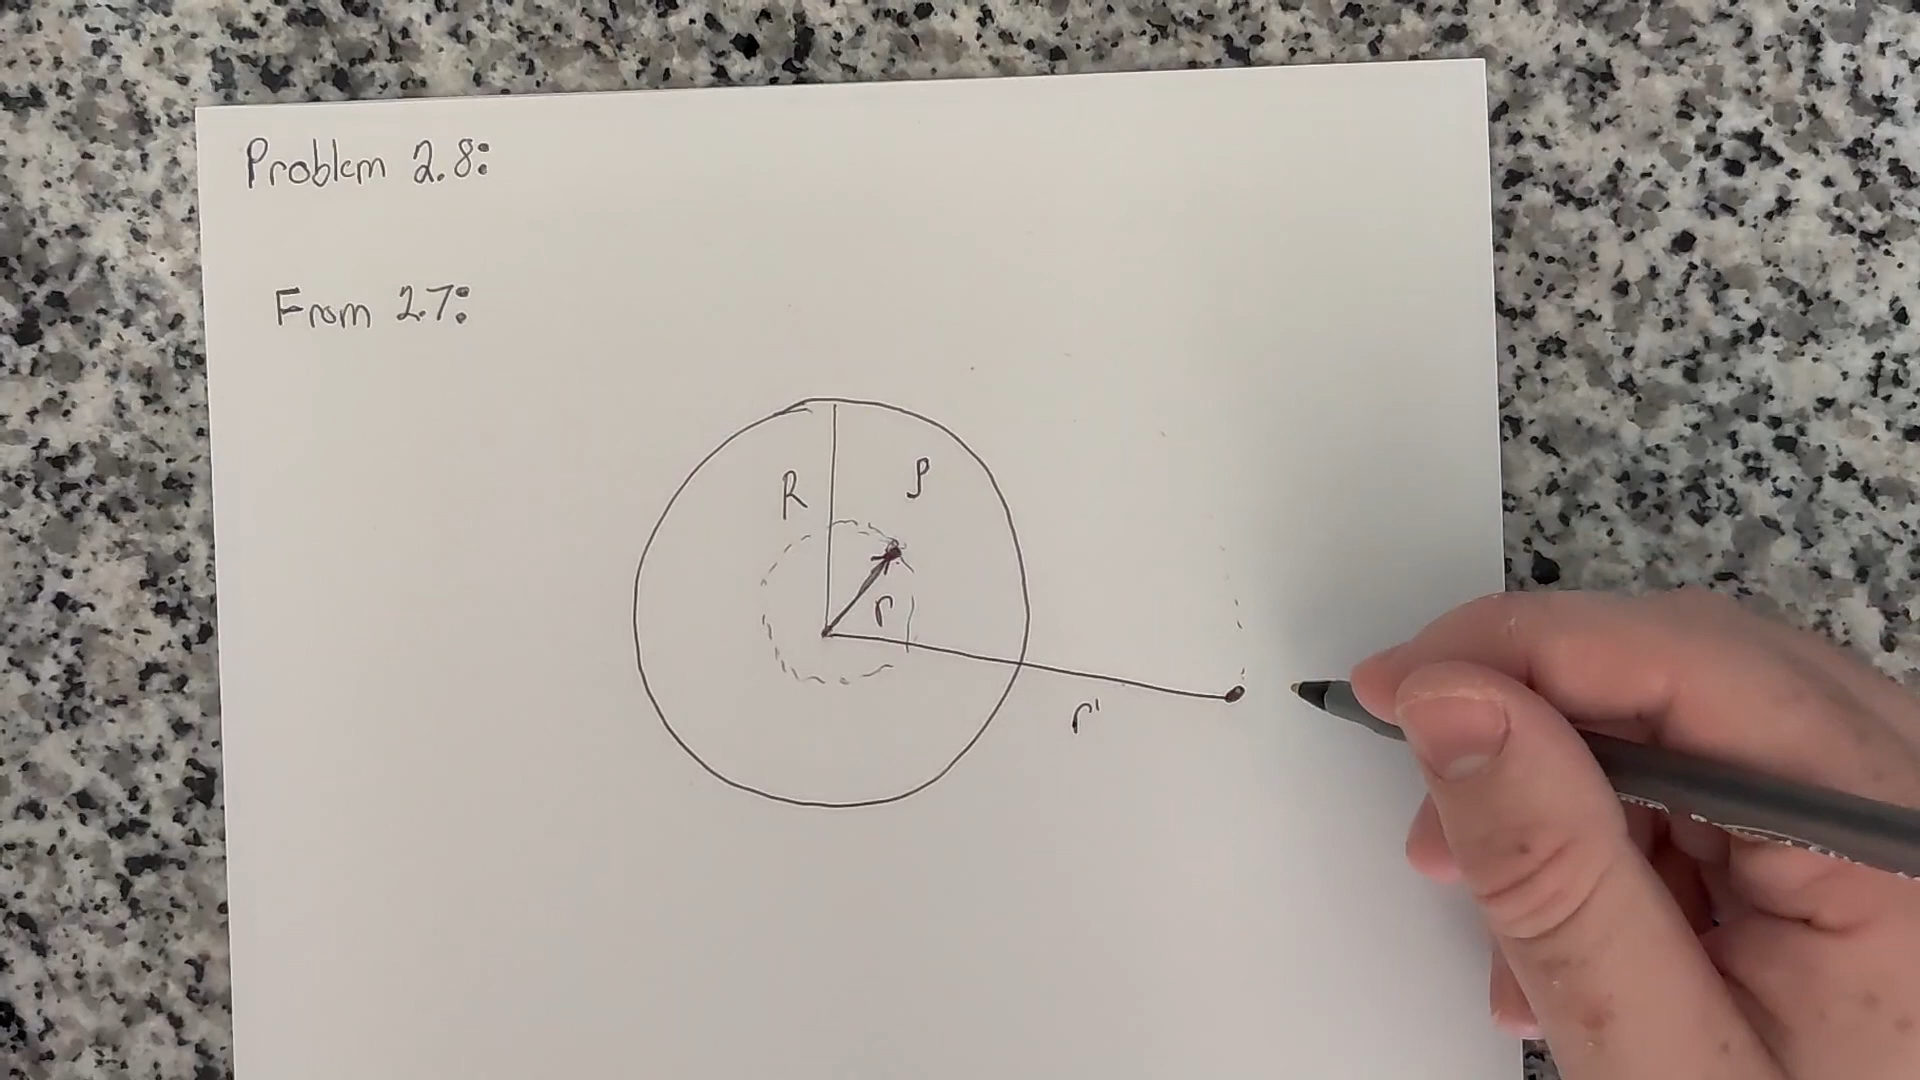 Problem 2.8:
From 2.7:
R
ρ
r
r'